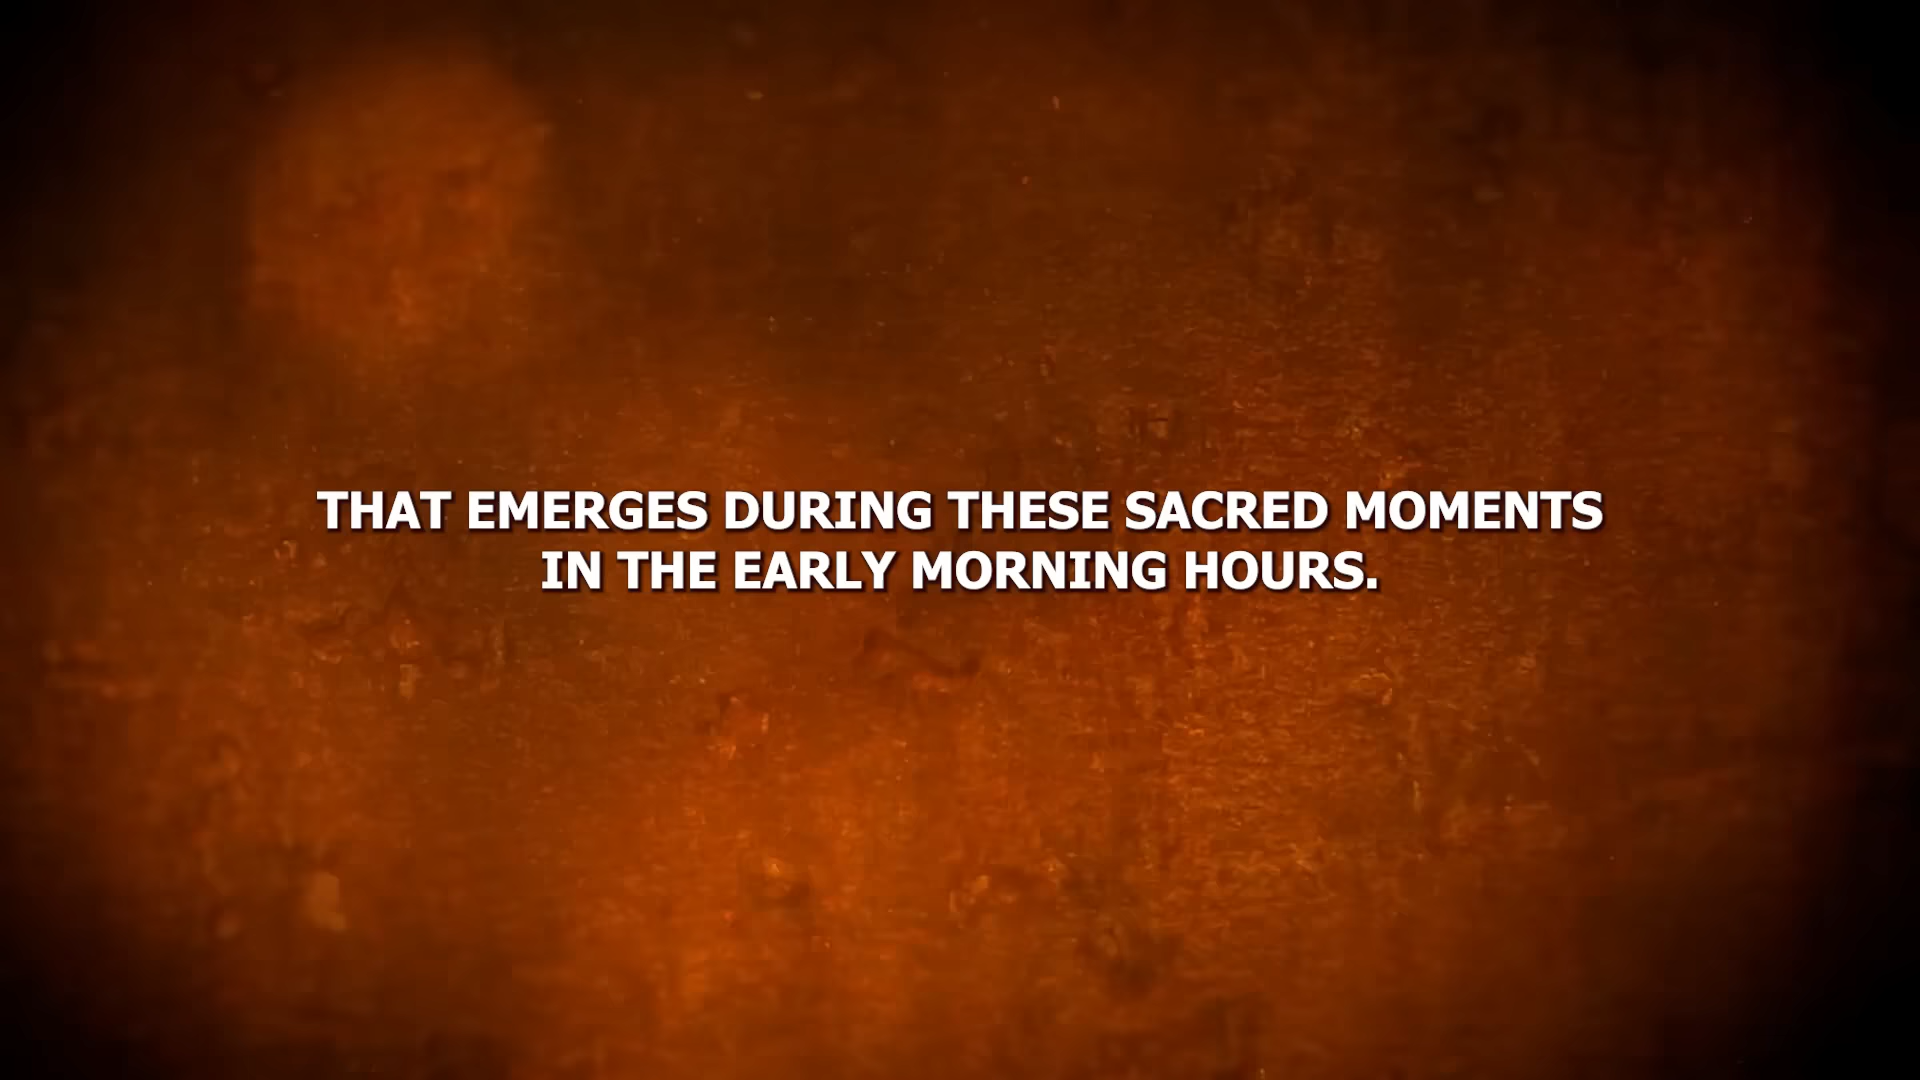 THAT EMERGES DURING THESE SACRED MOMENTS
IN THE EARLY MORNING HOURS.